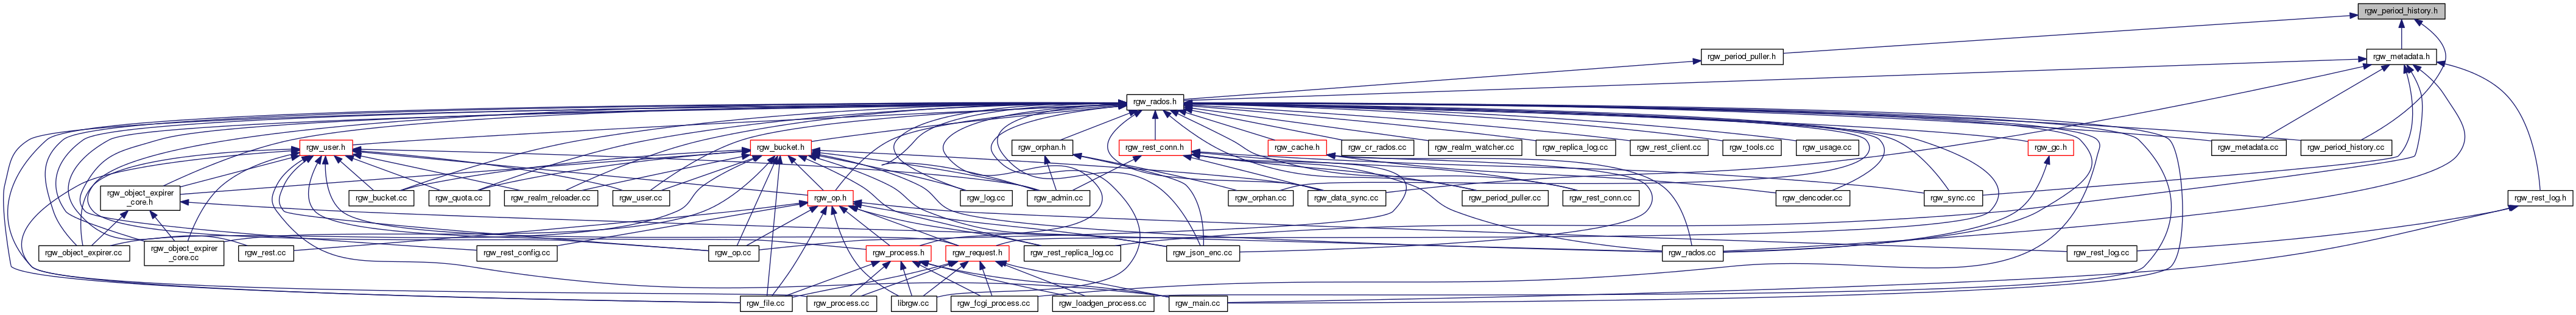 rgw_period_history.h
rgw_period_puller.h
rgw_metadata.h
rgw_rados.h
rgw_user.h
rgw_bucket.h
rgw_orphan.h
rgw_rest_conn.h
rgw_cache.h
rgw_cr_rados.cc
rgw_realm_watcher.cc
rgw_replica_log.cc
rgw_rest_client.cc
rgw_tools.cc
rgw_usage.cc
rgw_gc.h
rgw_metadata.cc
rgw_period_history.cc
rgw_object_expirer
_core.h
rgw_bucket.cc
rgw_quota.cc
rgw_realm_reloader.cc
rgw_user.cc
rgw_op.h
rgw_log.cc
rgw_admin.cc
rgw_orphan.cc
rgw_data_sync.cc
rgw_period_puller.cc
rgw_rest_conn.cc
rgw_dencoder.cc
rgw_sync.cc
rgw_rest_log.h
rgw_object_expirer.cc
rgw_object_expirer
_core.cc
rgw_rest.cc
rgw_rest_config.cc
rgw_op.cc
rgw_process.h
rgw_request.h
rgw_rest_replica_log.cc
rgw_json_enc.cc
rgw_rados.cc
rgw_rest_log.cc
rgw_file.cc
rgw_process.cc
librgw.cc
rgw_fcgi_process.cc
rgw_loadgen_process.cc
rgw_main.cc